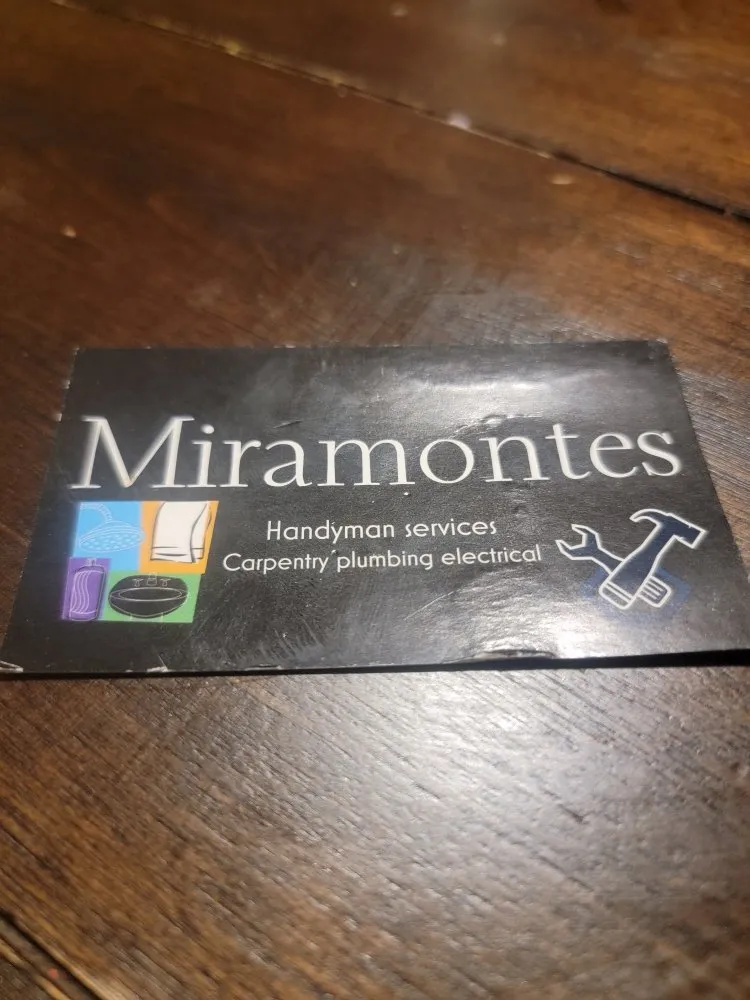 Miramontes
Handyman services
Carpentry'plumbing electrical